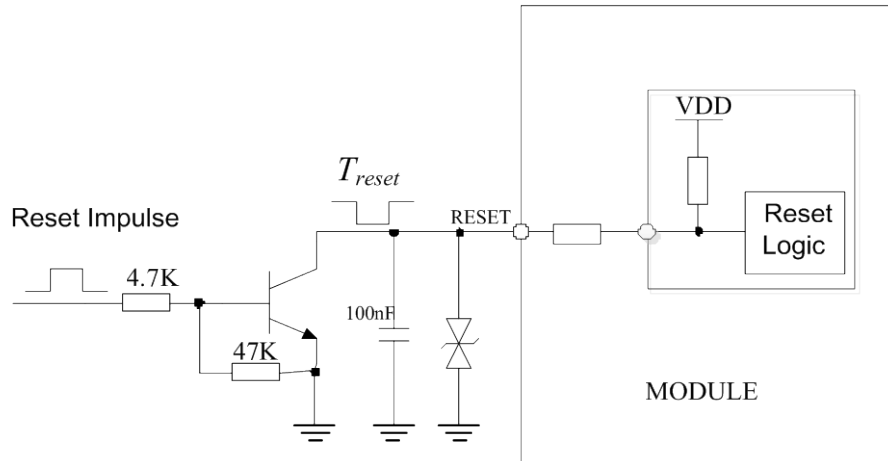 VDD
T_reset
RESET
Reset
Logic
Reset Impulse
4.7K
100nF
47K
MODULE